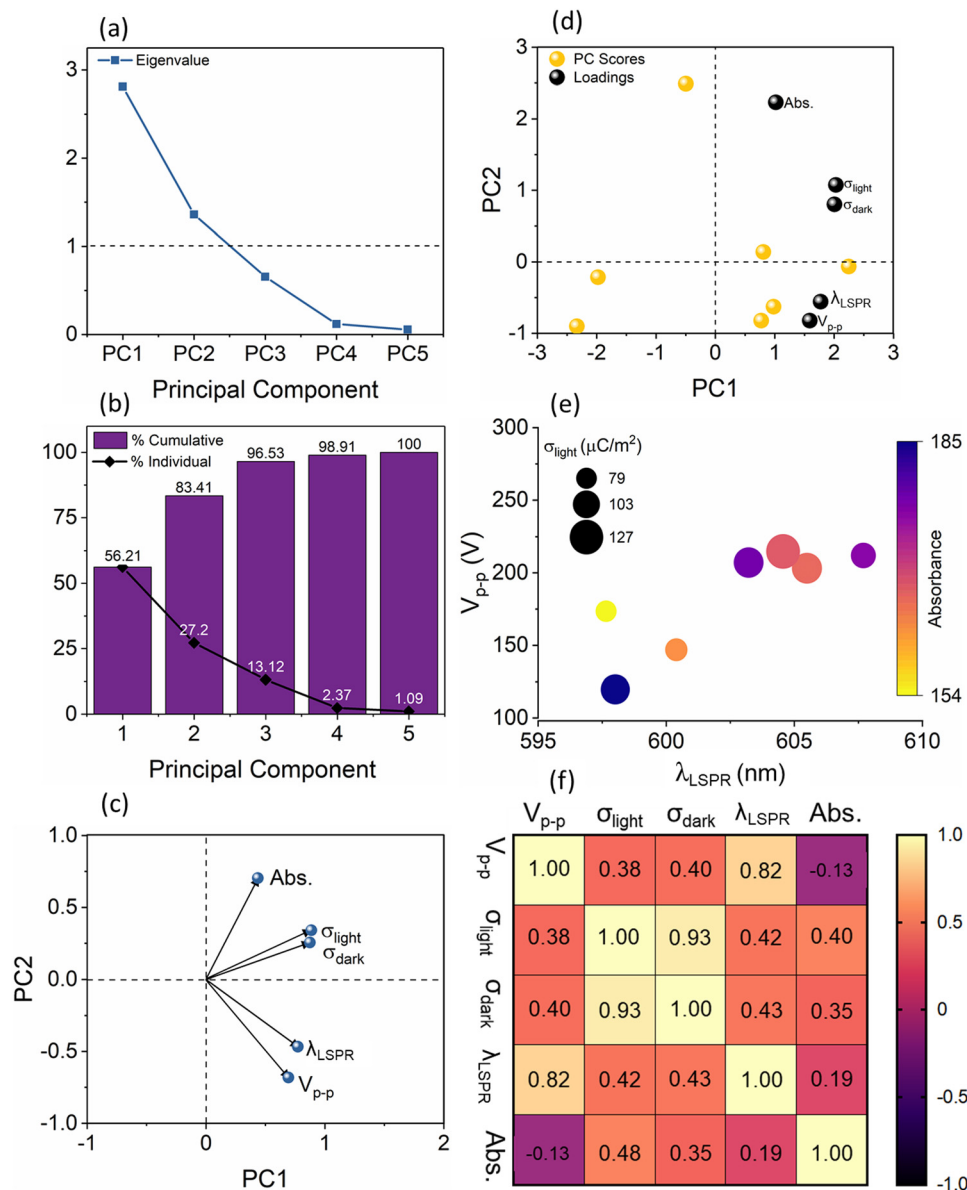 (a)
Eigenvalue
3
2
1
0
PC1 PC2 PC3 PC4 PC5
Principal Component
(b)
% Cumulative
% Individual
100
75
50
25
0
56.21
83.41
96.53
98.91
100
27.2
13.12
2.37
1.09
1 2 3 4 5
Principal Component
(c)
PC2
1.0
0.5
0.0
-0.5
-1.0
Abs.
σlight
σdark
λLSPR
Vp-p
-1 0 1 2
PC1
(d)
PC Scores
Loadings
PC2
3
2
1
0
-1
Abs.
σlight
σdark
λLSPR
Vp-p
-3 -2 -1 0 1 2 3
PC1
(e)
Vp-p (V)
300
250
200
150
100
σlight (μC/m²)
79
103
127
595 600 605 610
λLSPR (nm)
185
Absorbance
154
(f)
Vp-p σlight σdark λLSPR Abs.
Vp-p 1.00 0.38 0.40 0.82 -0.13
σlight 0.38 1.00 0.93 0.42 0.40
σdark 0.40 0.93 1.00 0.43 0.35
λLSPR 0.82 0.42 0.43 1.00 0.19
Abs. -0.13 0.48 0.35 0.19 1.00
1.0
0.5
0
-0.5
-1.0